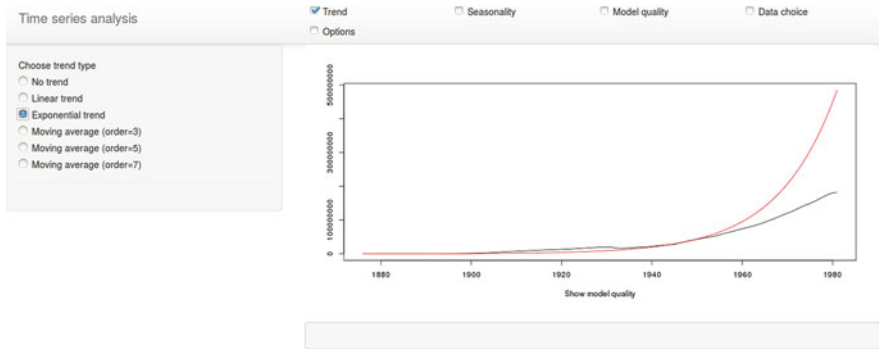 Time series analysis
Trend
Seasonality
Model quality
Data choice
Options
Choose trend type
No trend
Linear trend
Exponential trend
Moving average (order=3)
Moving average (order=5)
Moving average (order=7)
500000000
300000000
100000000
0
1880
1900
1920
1940
1960
1980
Show model quality